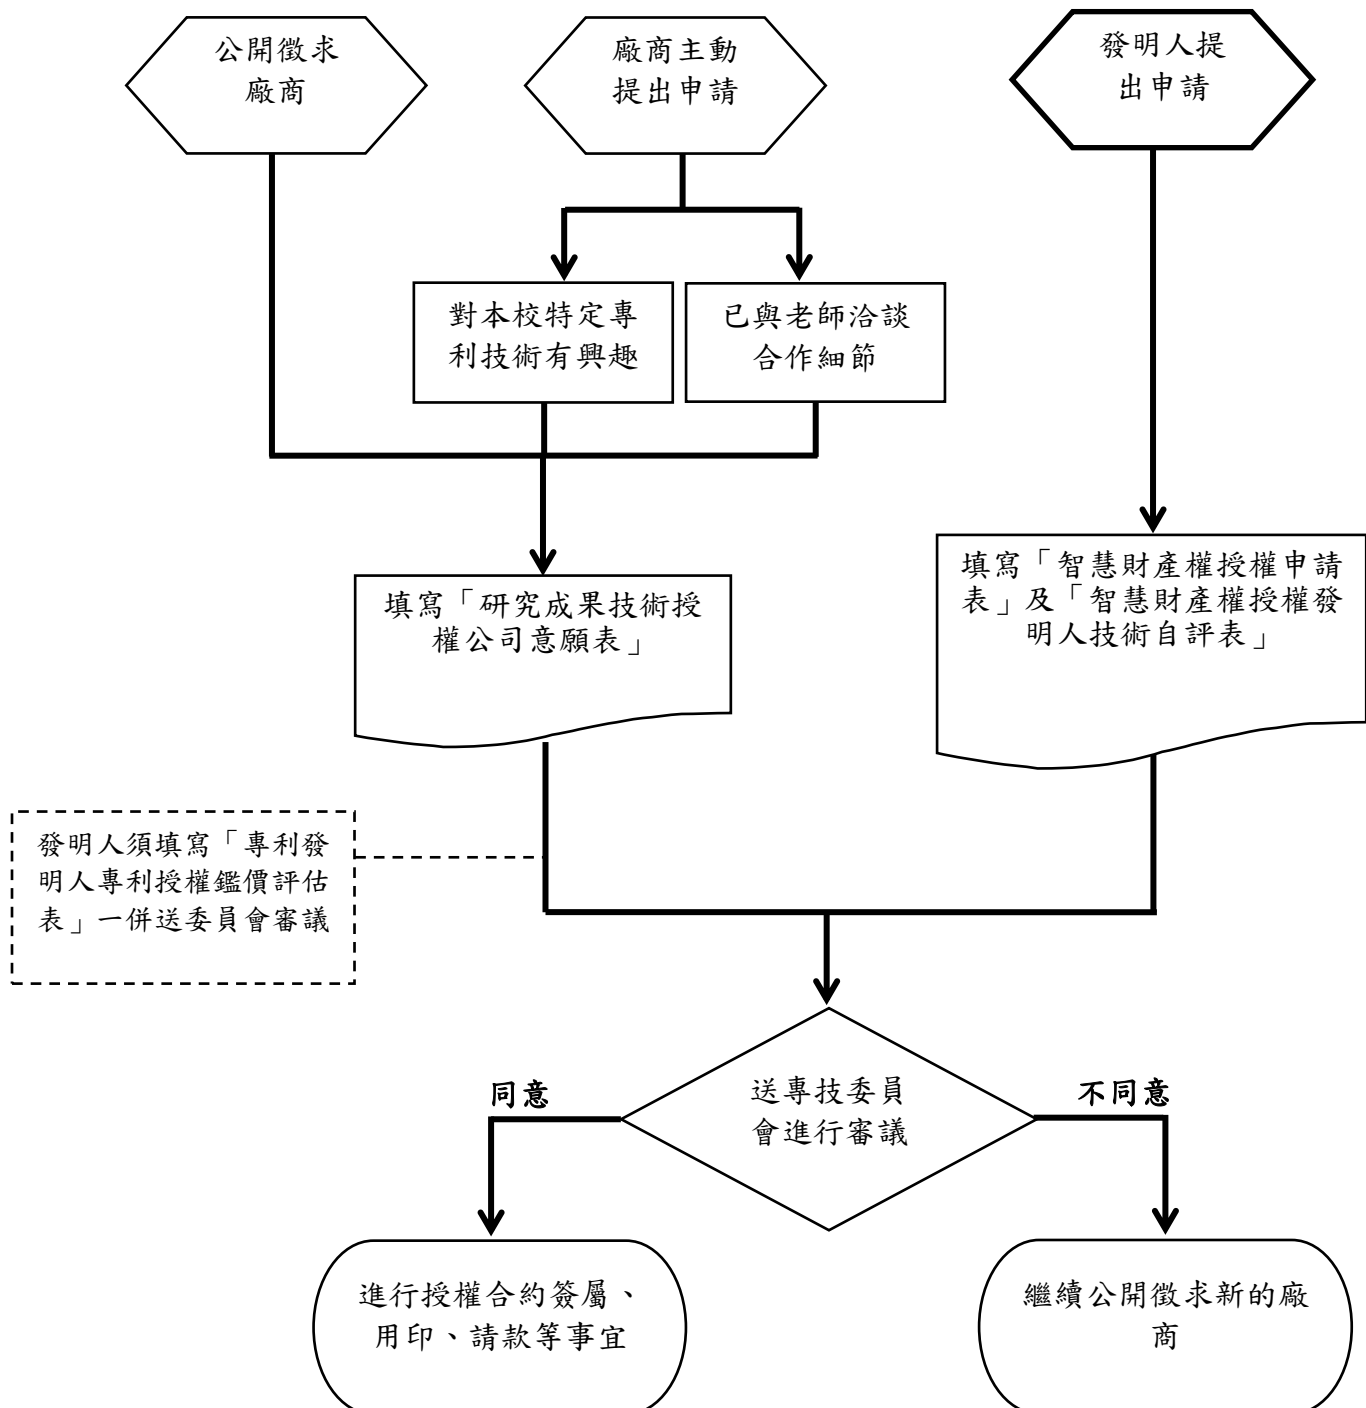 公開徵求
廠商
廠商主動
提出申請
發明人提
出申請
對本校特定專
利技術有興趣
已與老師洽談
合作細節
填寫「研究成果技術授
權公司意願表」
填寫「智慧財產權授權申請
表」及「智慧財產權授權發
明人技術自評表」
發明人須填寫「專利發
明人專利授權鑑價評估
表」一併送委員會審議
送專技委員
會進行審議
同意
不同意
進行授權合約簽屬、
用印、請款等事宜
繼續公開徵求新的廠
商